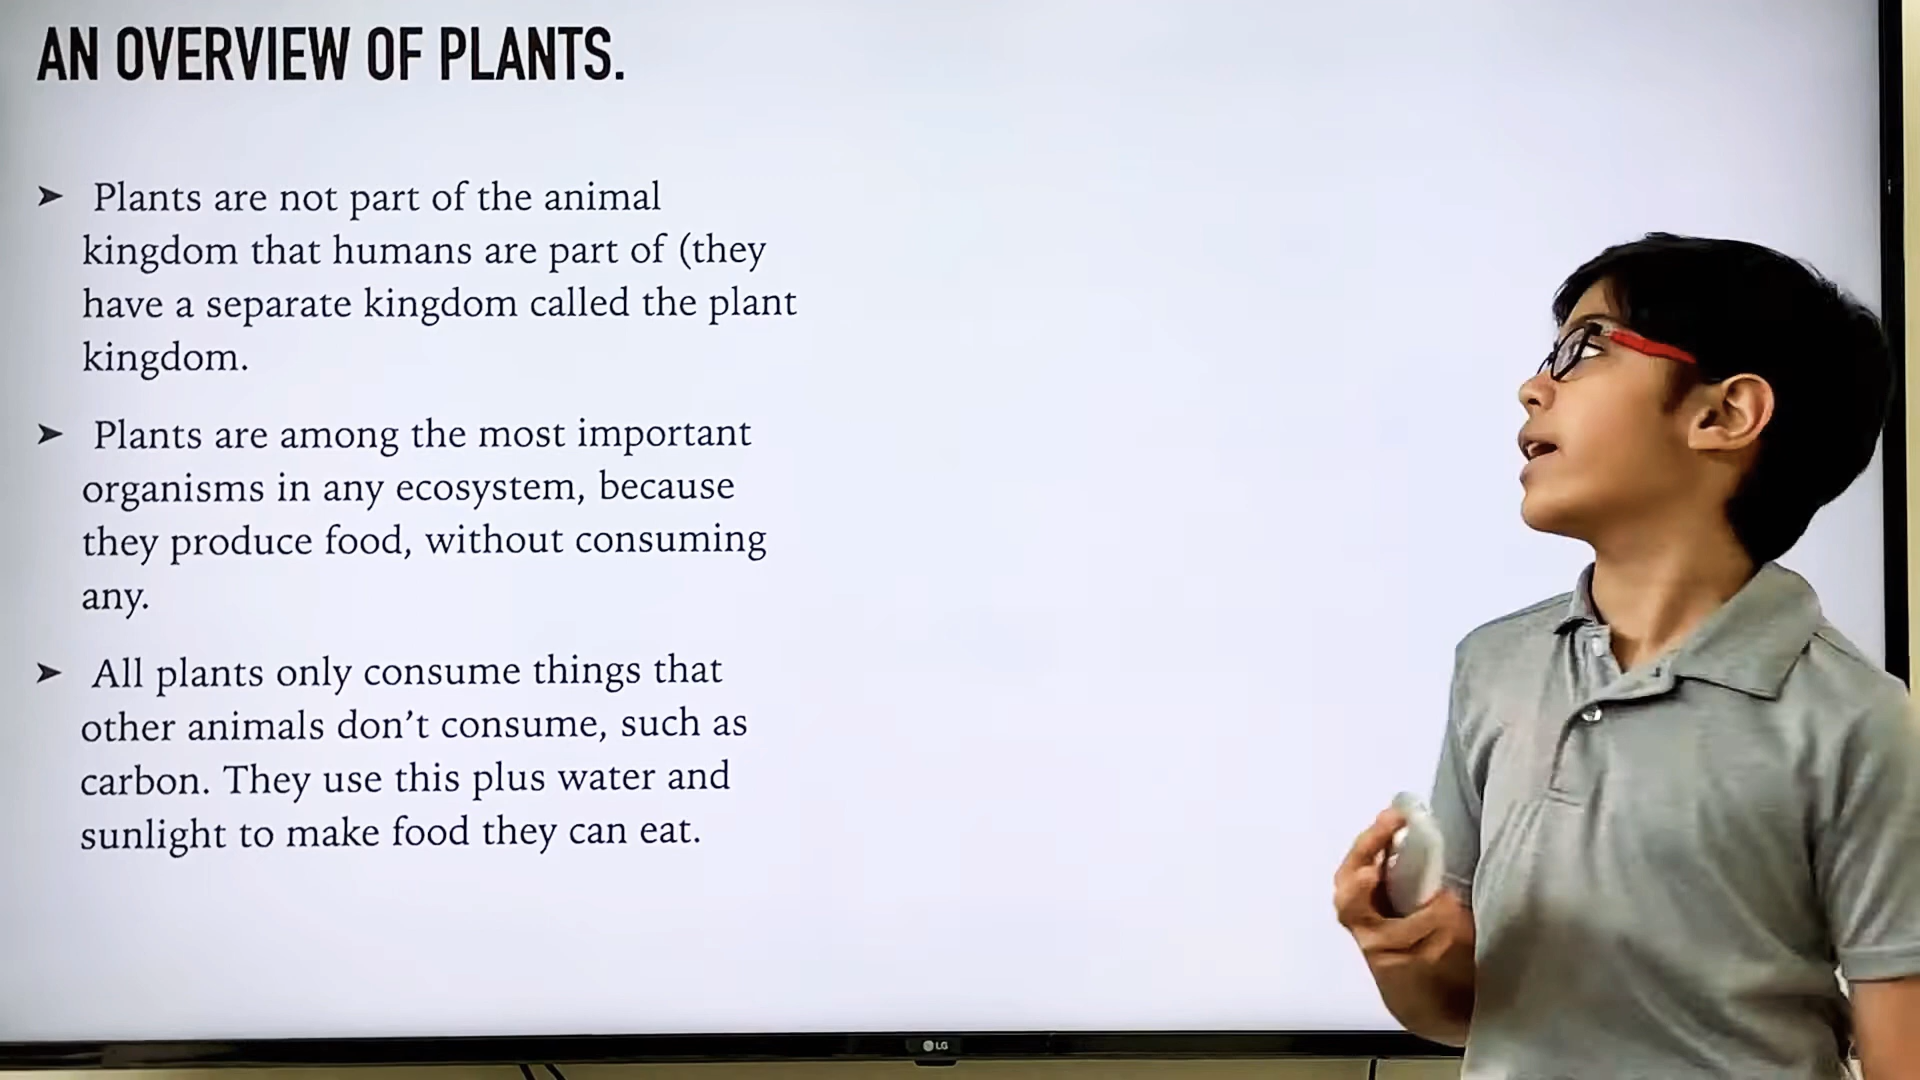 AN OVERVIEW OF PLANTS.
➤ Plants are not part of the animal
kingdom that humans are part of (they
have a separate kingdom called the plant
kingdom.
➤ Plants are among the most important
organisms in any ecosystem, because
they produce food, without consuming
any.
➤ All plants only consume things that
other animals don’t consume, such as
carbon. They use this plus water and
sunlight to make food they can eat.
LG